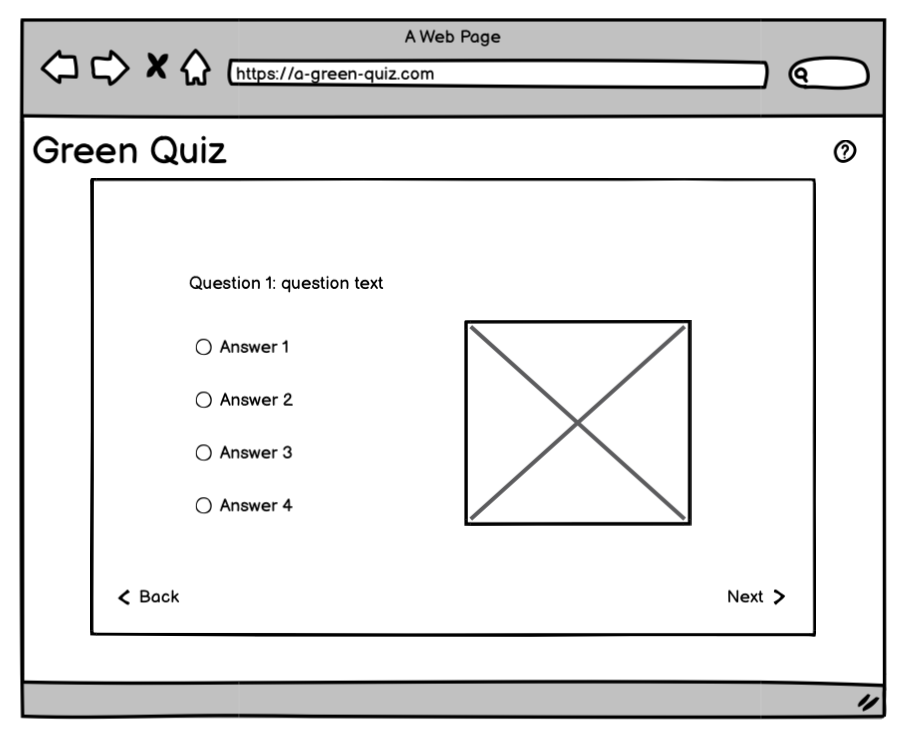 A Web Page
https://a-green-quiz.com
Green Quiz
?
Question 1: question text
Answer 1
Answer 2
Answer 3
Answer 4
Back
Next